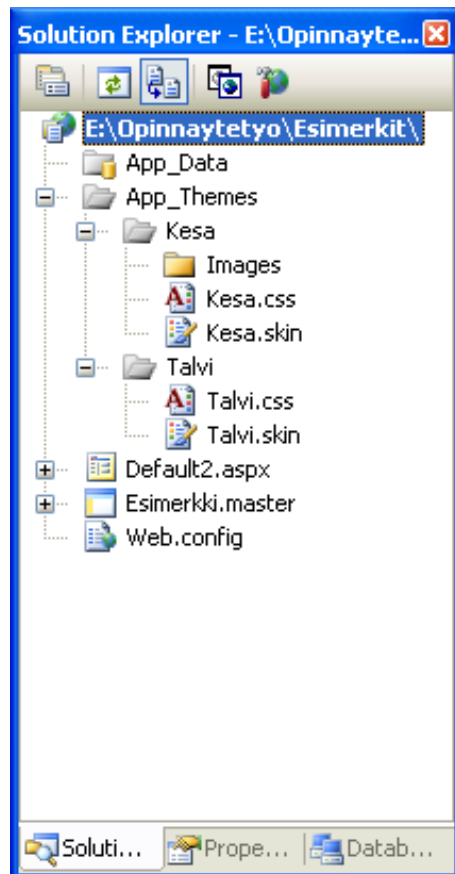 Solution Explorer - E:\Opinnayte...
E:\Opinnaytetyo\Esimerkit\
App_Data
App_Themes
Kesa
Images
Kesa.css
Kesa.skin
Talvi
Talvi.css
Talvi.skin
Default2.aspx
Esimerkki.master
Web.config
Soluti... Prope... Datab...